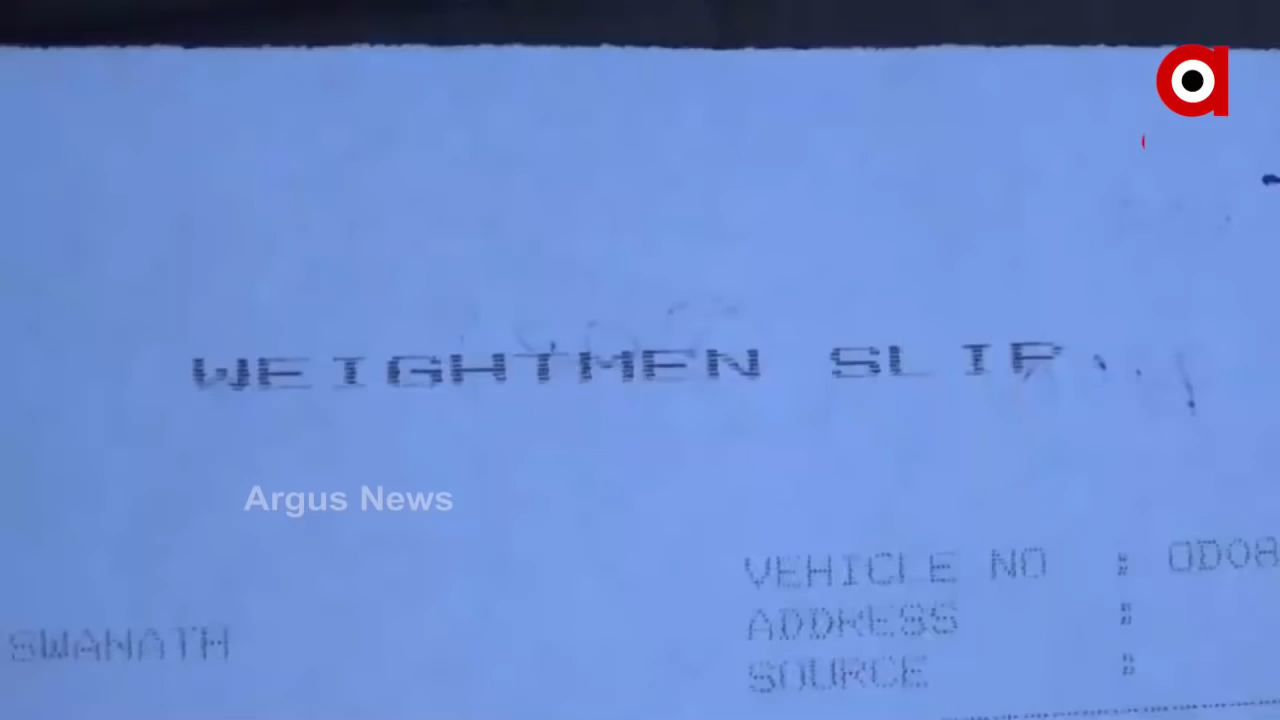 WEIGHTMEN SLIP
Argus News
VEHICLE NO : OD08
ADDRESS :
SWANATH
SOURCE :